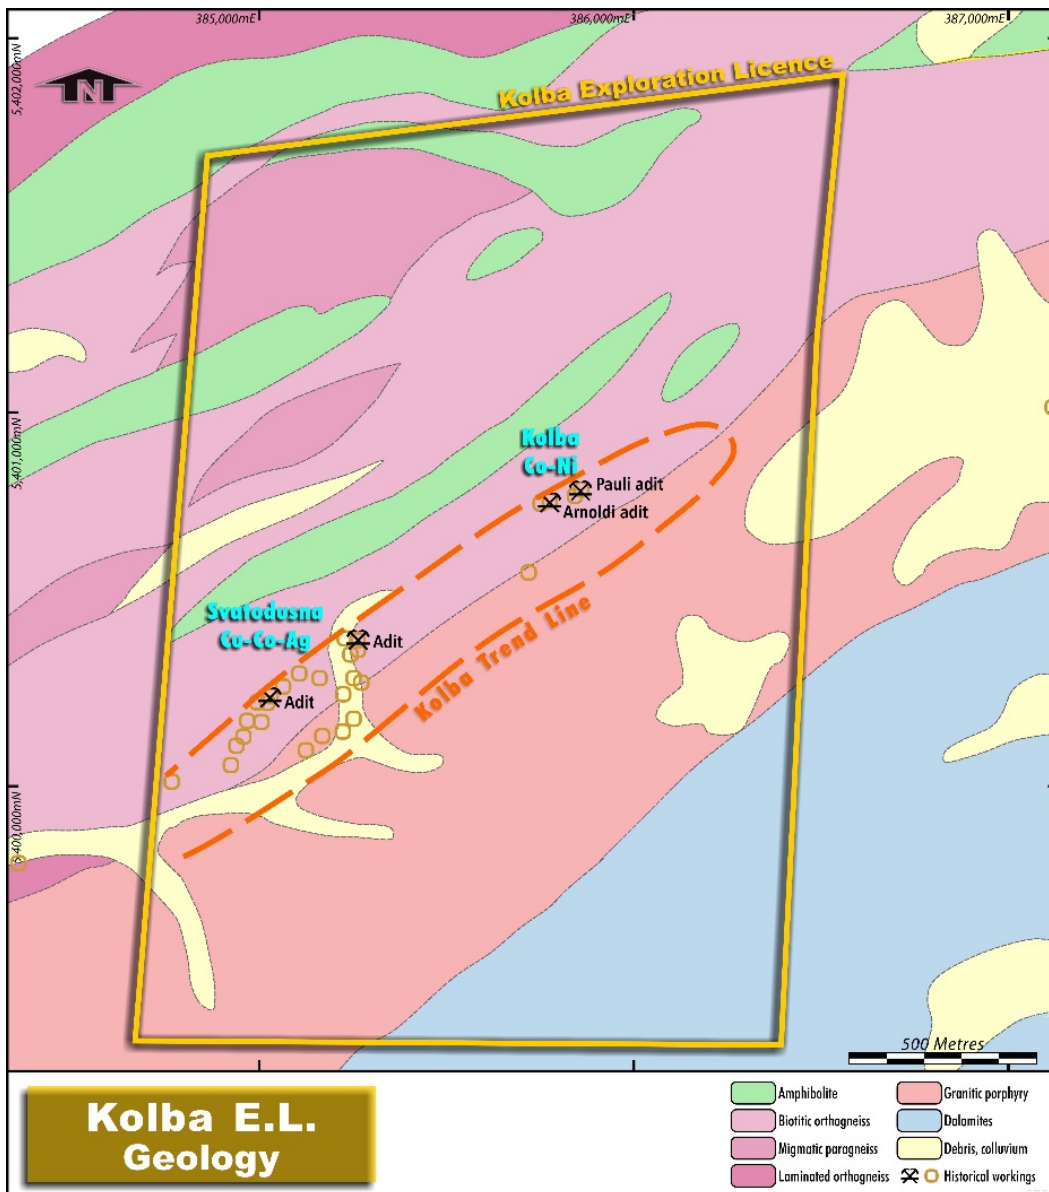 385,000mE
386,000mE
387,000mE
5,402,000mN
N
Kolba Exploration Licence
5,401,000mN
Kolba
Co-Ni
Pauli adit
Arnoldi adit
Svatodusna
Cu-Co-Ag
Adit
Adit
Kolba Trend Line
5,400,000mN
500 Metres
Kolba E.L.
Geology
Amphibolite
Biotitic orthogneiss
Migmatic paragneiss
Laminated orthogneiss
Granitic porphyry
Dalamites
Debris, colluvium
Historical workings